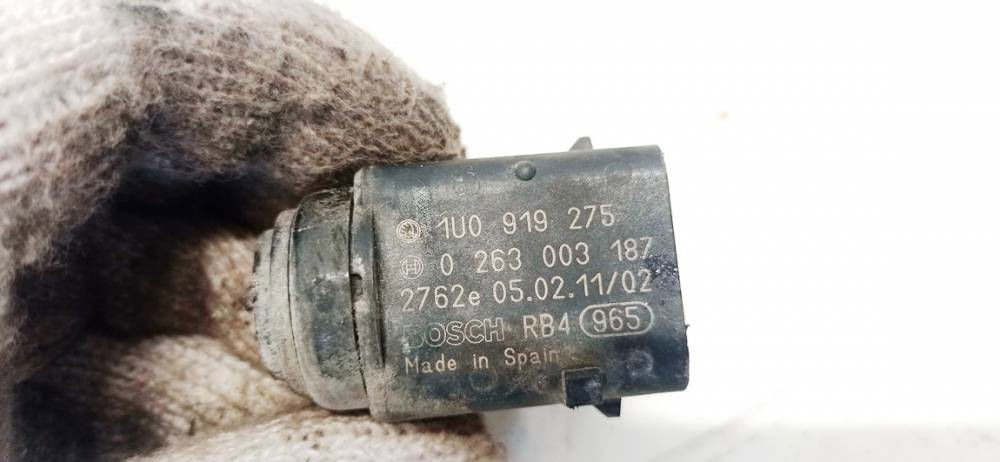 1U0 919 275
0 263 003 187
2762e 05.02.11/02
BOSCH RB4 965
Made in Spain